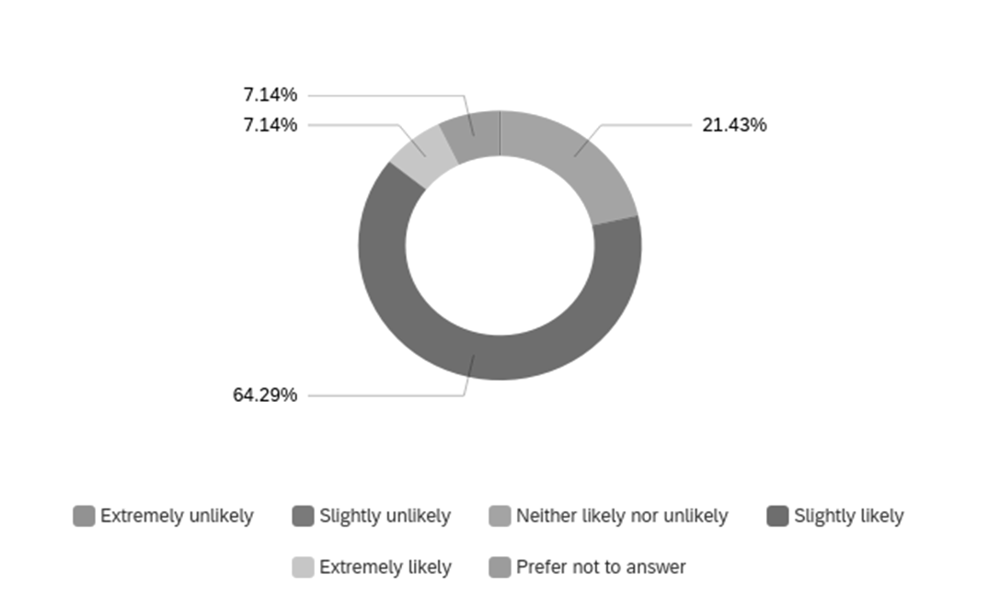 7.14%
7.14%
21.43%
64.29%
Extremely unlikely
Slightly unlikely
Neither likely nor unlikely
Slightly likely
Extremely likely
Prefer not to answer